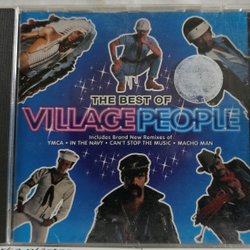 THE BEST OF
VILLAGE PEOPLE
Includes Brand New Remixes of:
YMCA • IN THE NAVY • CAN'T STOP THE MUSIC • MACHO MAN